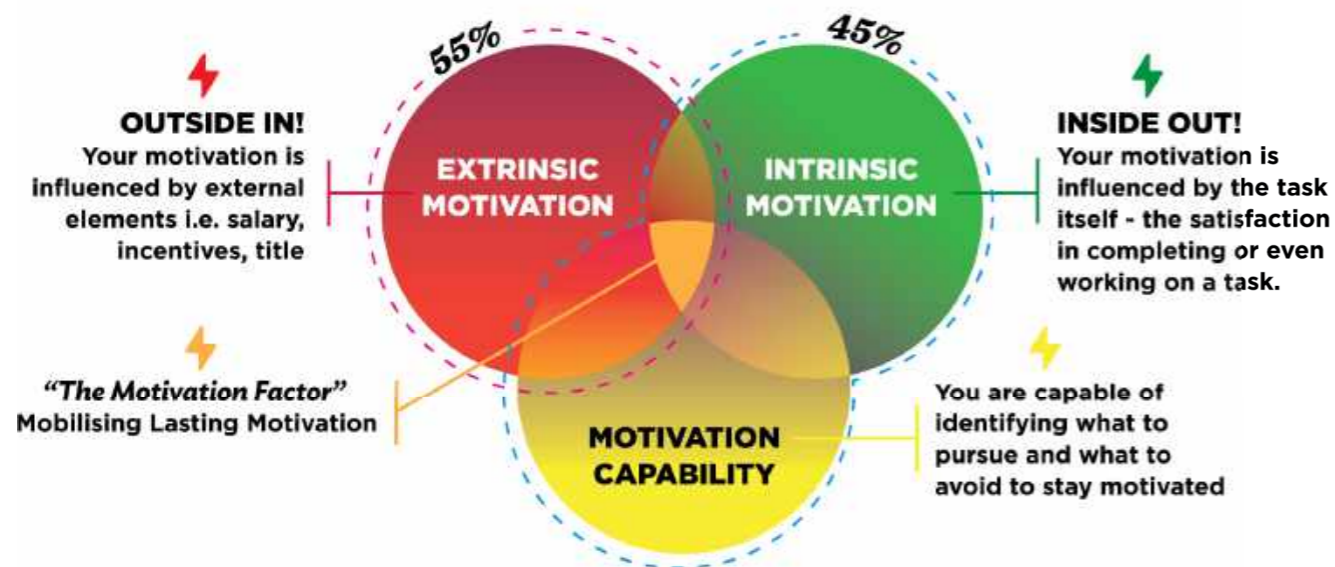 55%
45%
OUTSIDE IN!
Your motivation is
influenced by external
elements i.e. salary,
incentives, title
EXTRINSIC
MOTIVATION
INTRINSIC
MOTIVATION
INSIDE OUT!
Your motivation is
influenced by the task
itself - the satisfaction
in completing or even
working on a task.
“The Motivation Factor”
Mobilising Lasting Motivation
MOTIVATION
CAPABILITY
You are capable of
identifying what to
pursue and what to
avoid to stay motivated